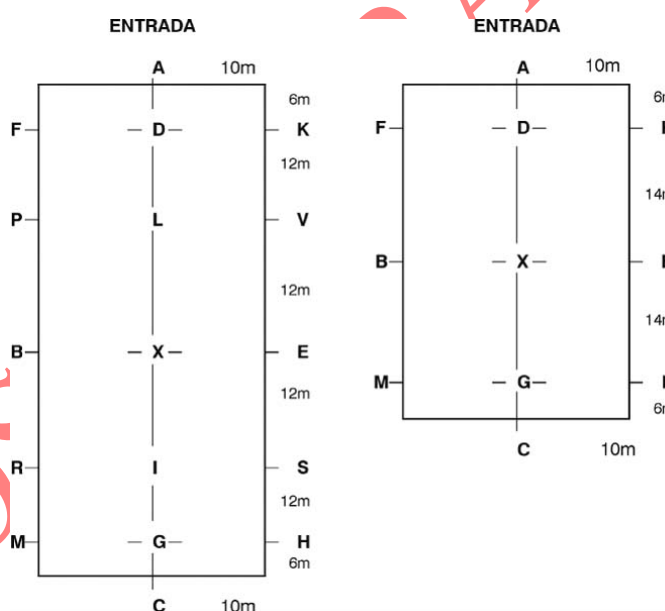 ENTRADA
A 10m
6m
F D K
12m
P L V
12m
B X E
12m
R I S
12m
M G H
6m
C 10m
ENTRADA
A 10m
F D
B X
M G
C 10m